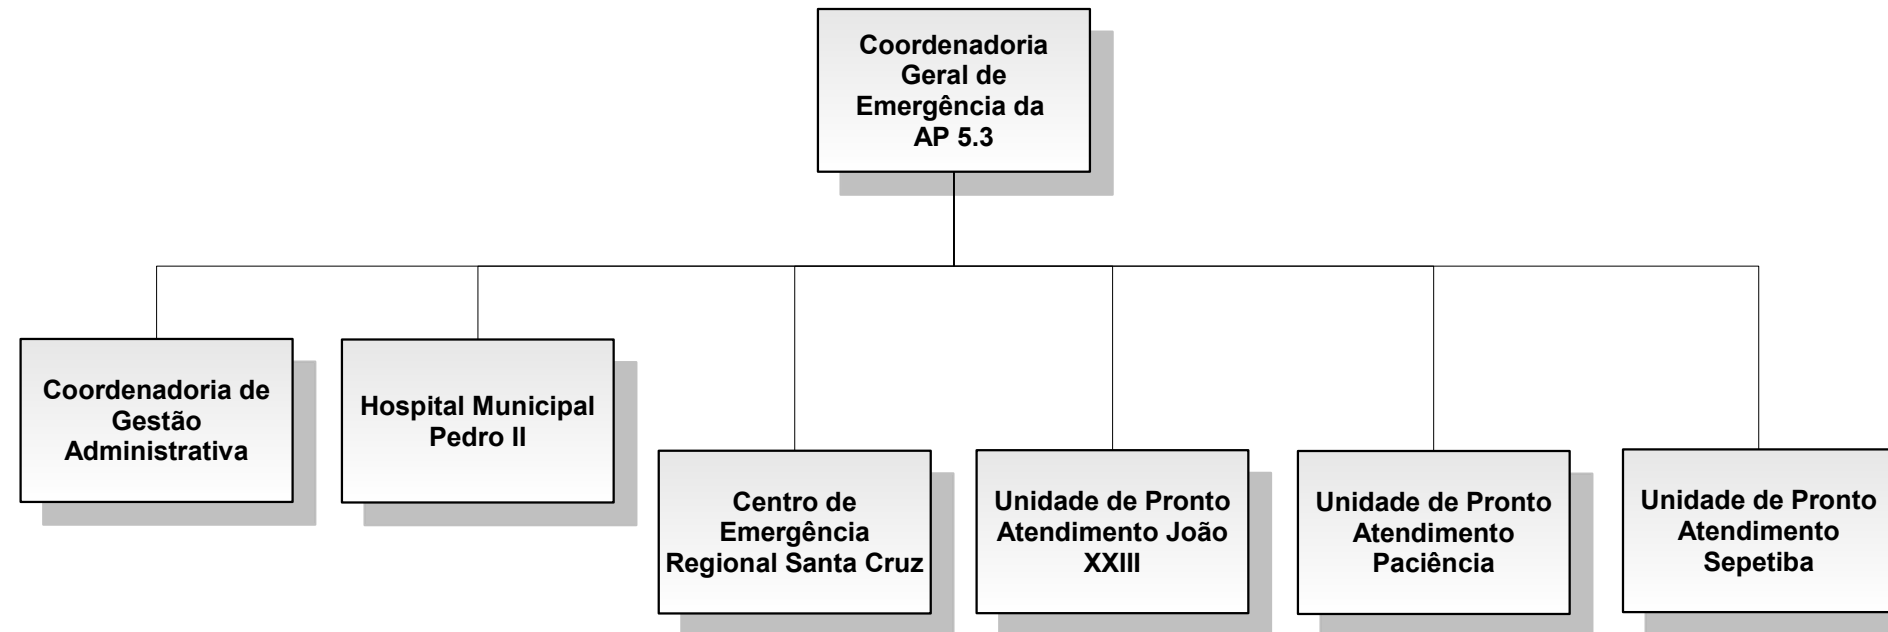 Coordenadoria
Geral de
Emergência da
AP 5.3
Coordenadoria de
Gestão
Administrativa
Hospital Municipal
Pedro II
Centro de
Emergência
Regional Santa Cruz
Unidade de Pronto
Atendimento João
XXIII
Unidade de Pronto
Atendimento
Paciência
Unidade de Pronto
Atendimento
Sepetiba